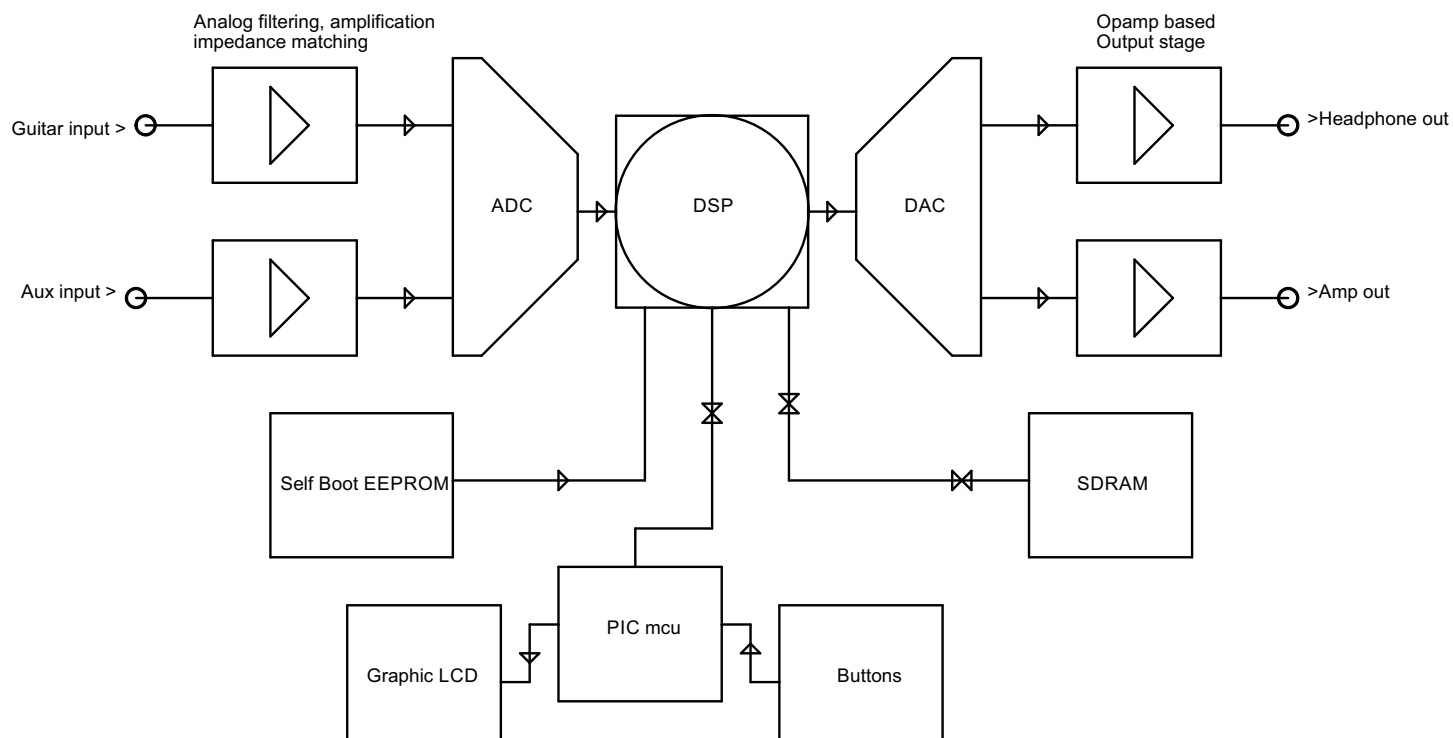 Analog filtering, amplification
impedance matching
Opamp based
Output stage
Guitar input >
>Headphone out
ADC
DSP
DAC
Aux input >
>Amp out
Self Boot EEPROM
SDRAM
PIC mcu
Graphic LCD
Buttons